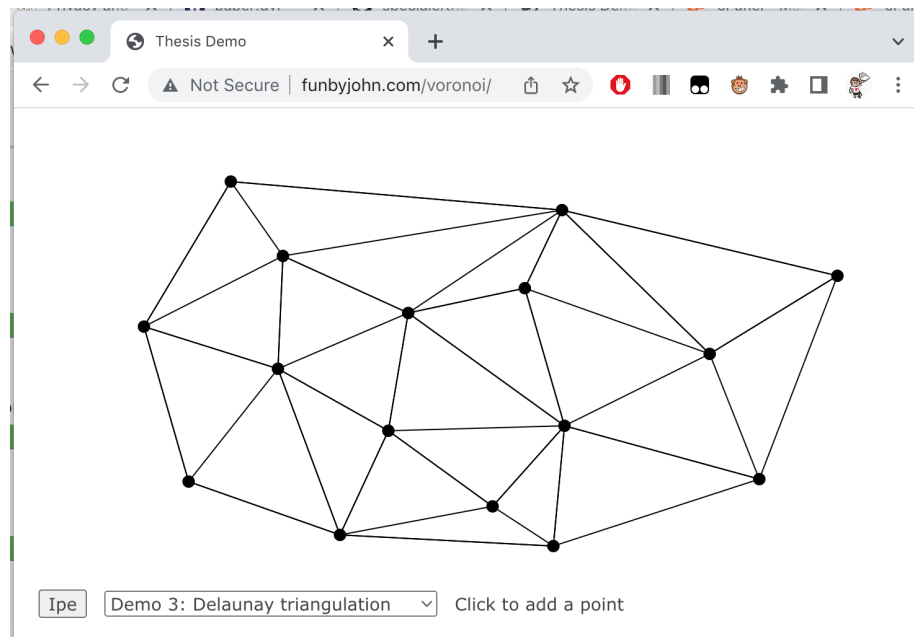 Thesis Demo
Not Secure funbyjohn.com/voronoi/
Ipe Demo 3: Delaunay triangulation Click to add a point